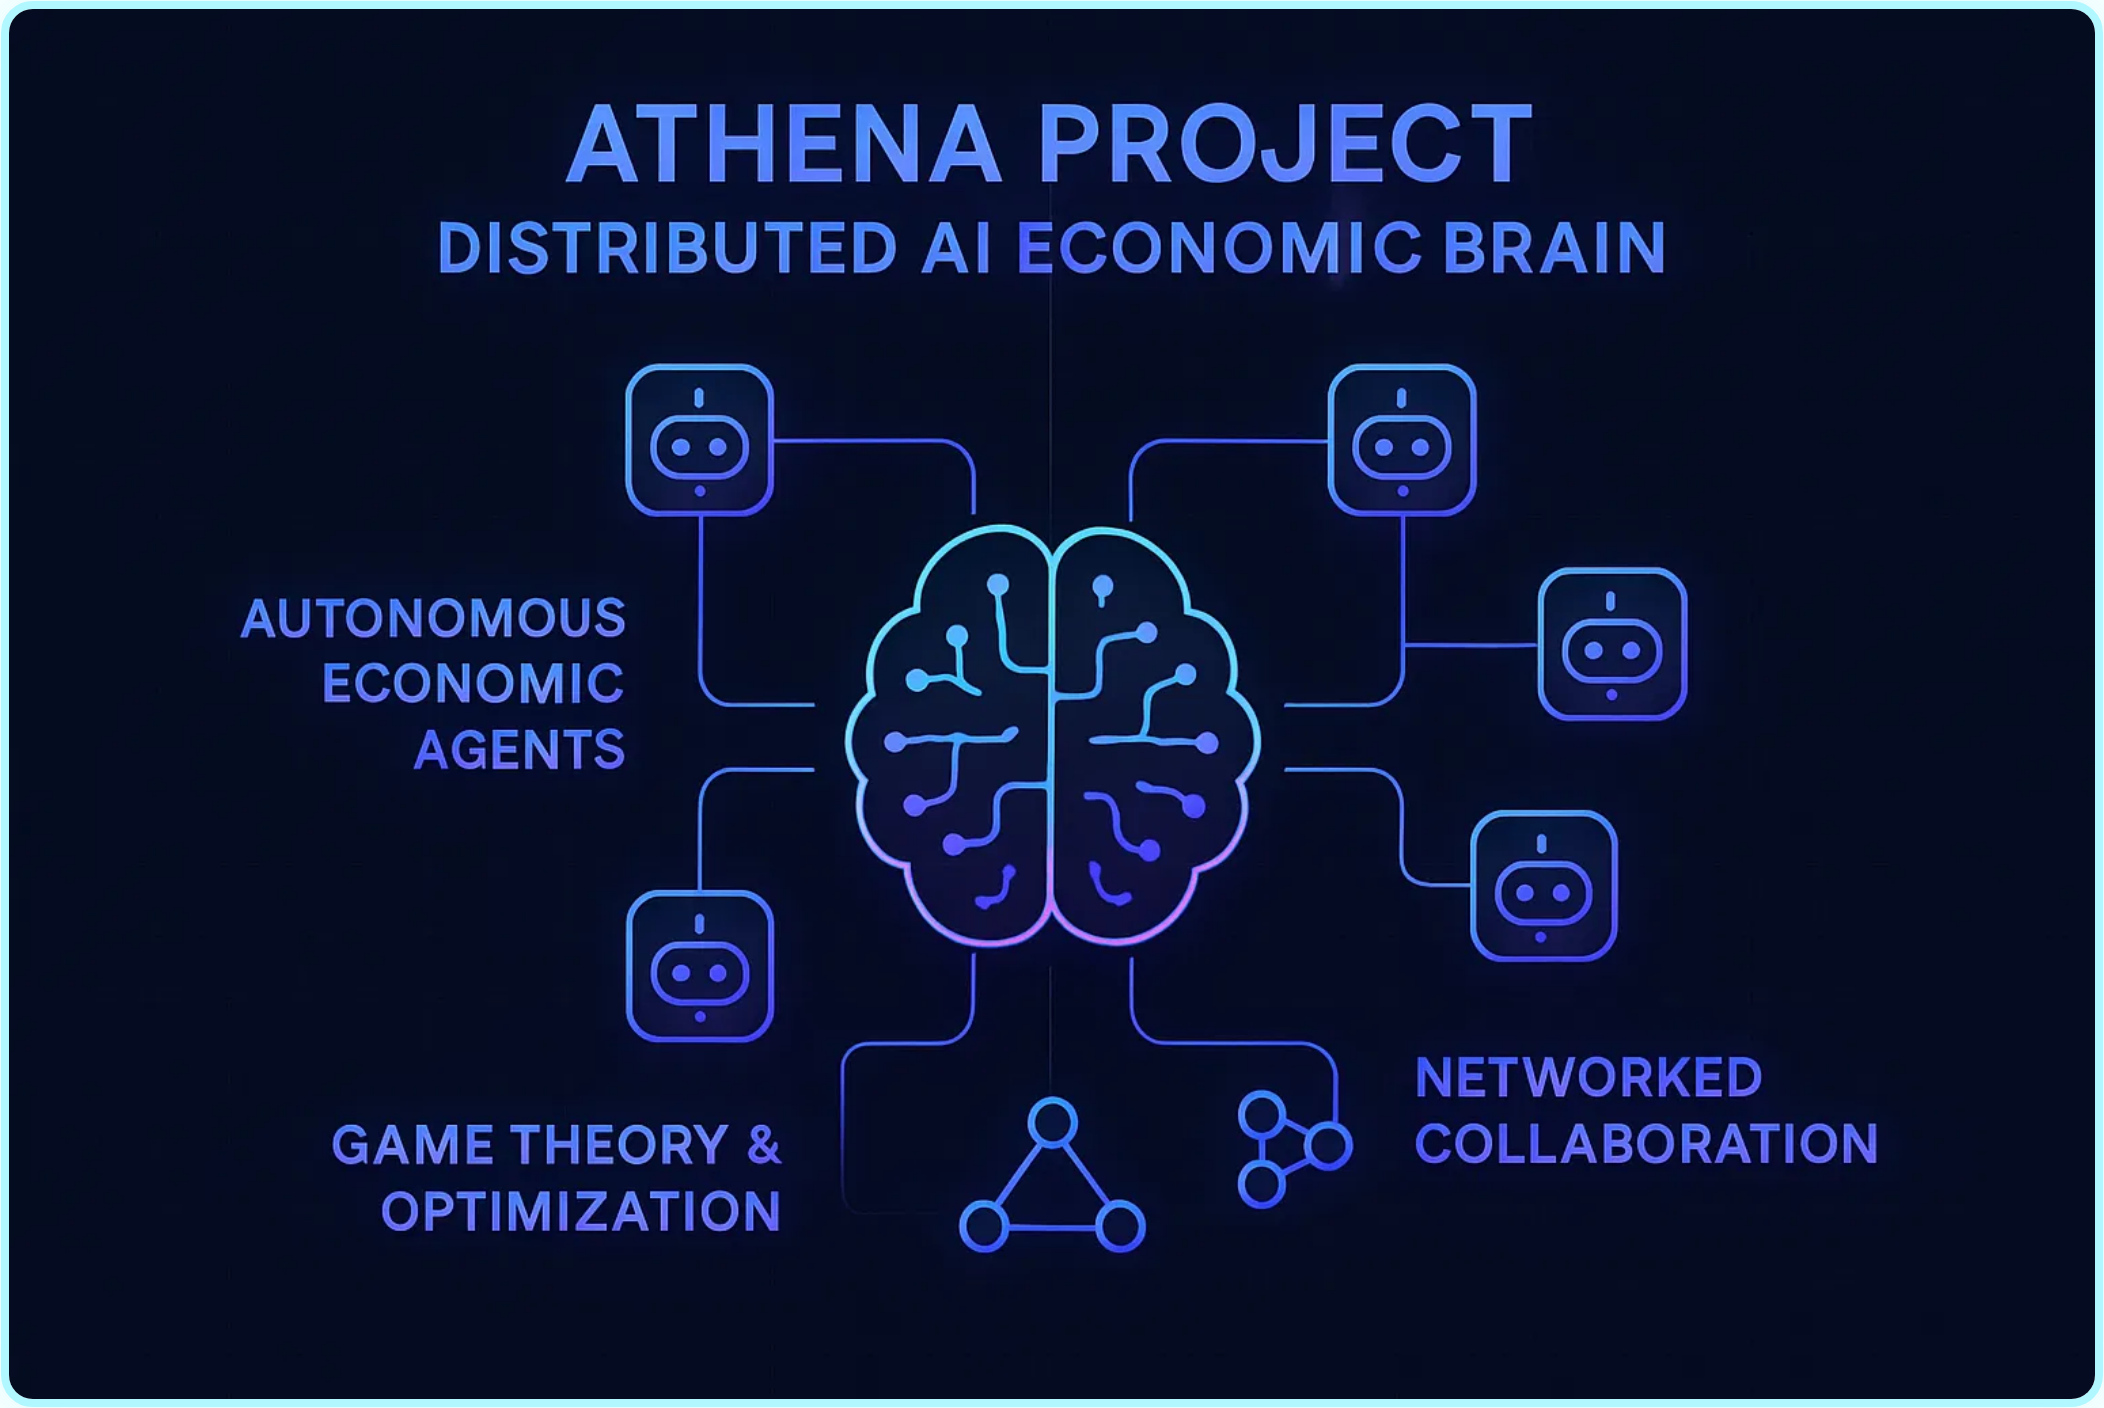 ATHENA PROJECT
DISTRIBUTED AI ECONOMIC BRAIN
AUTONOMOUS
ECONOMIC
AGENTS
GAME THEORY &
OPTIMIZATION
NETWORKED
COLLABORATION